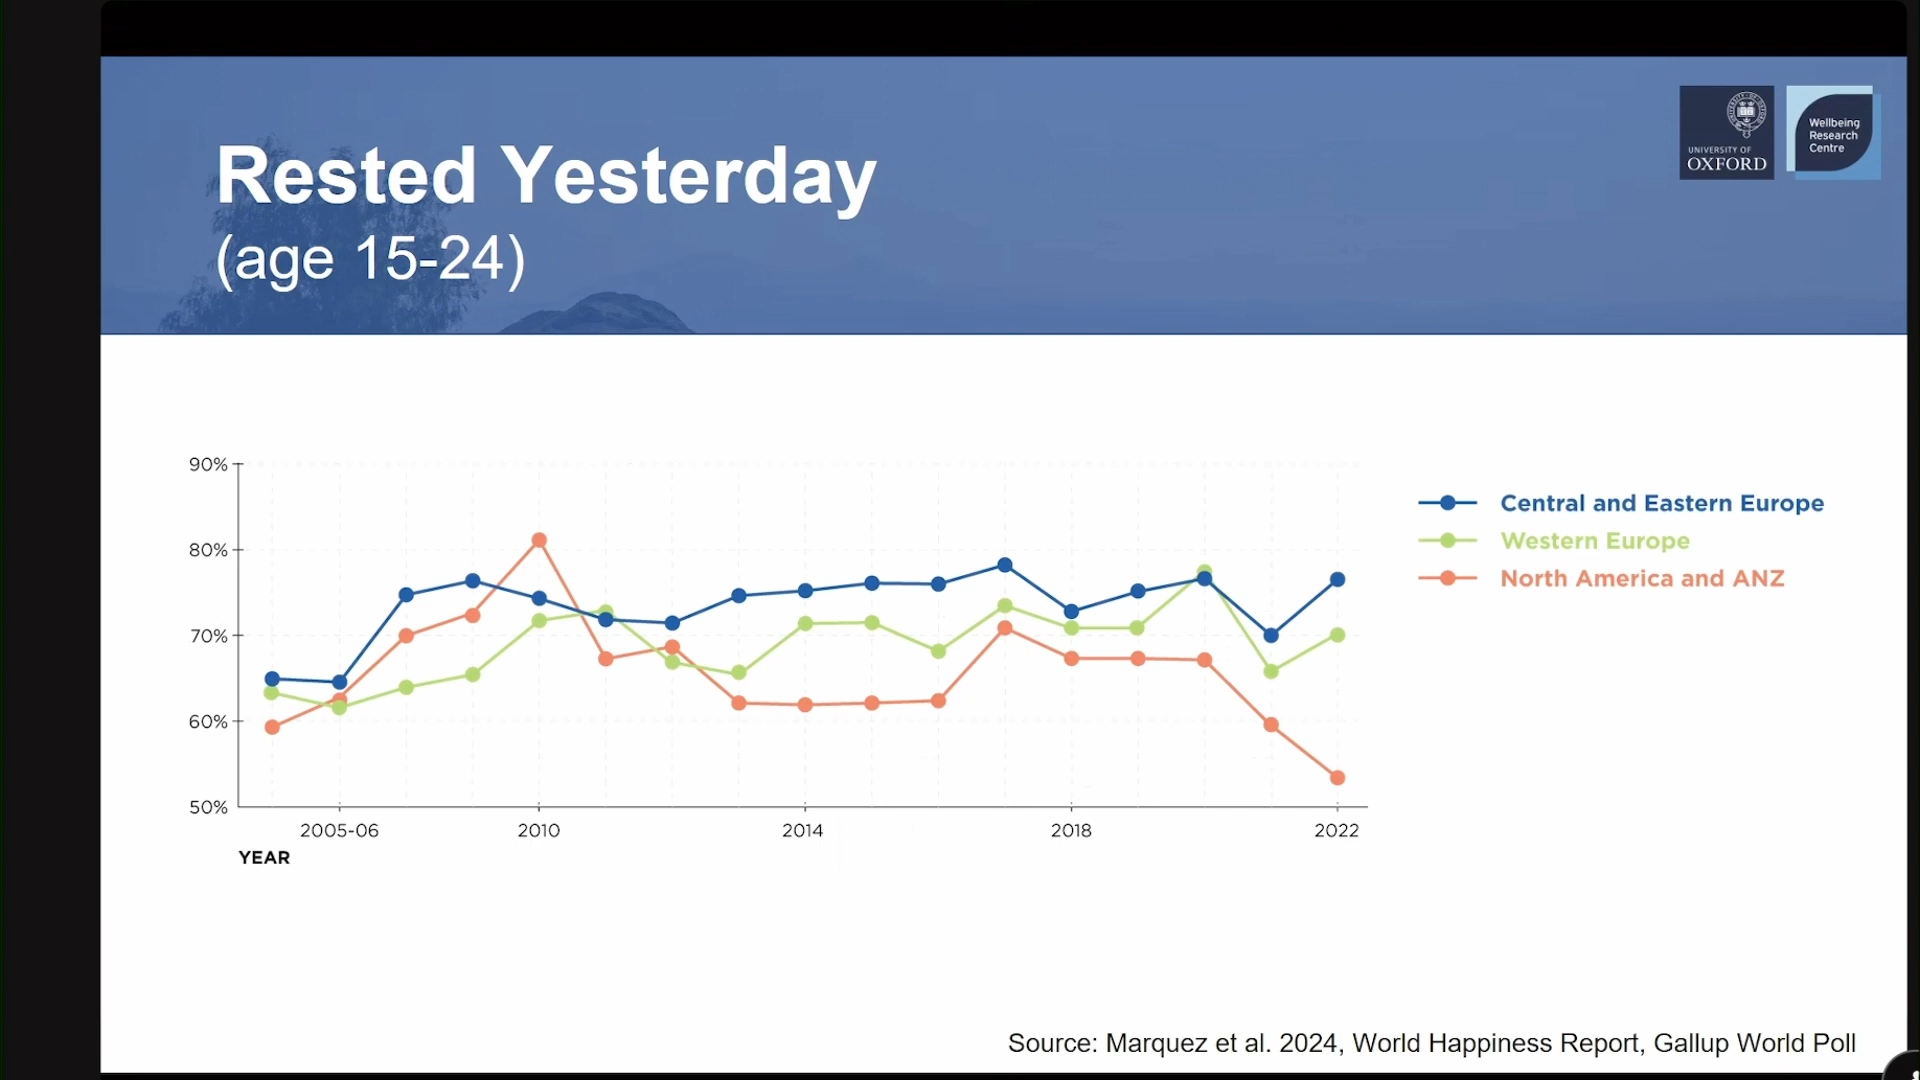 Rested Yesterday
(age 15-24)
UNIVERSITY OF
OXFORD
Wellbeing
Research
Centre
90%
80%
70%
60%
50%
2005-06
2010
2014
2018
2022
YEAR
Central and Eastern Europe
Western Europe
North America and ANZ
Source: Marquez et al. 2024, World Happiness Report, Gallup World Poll